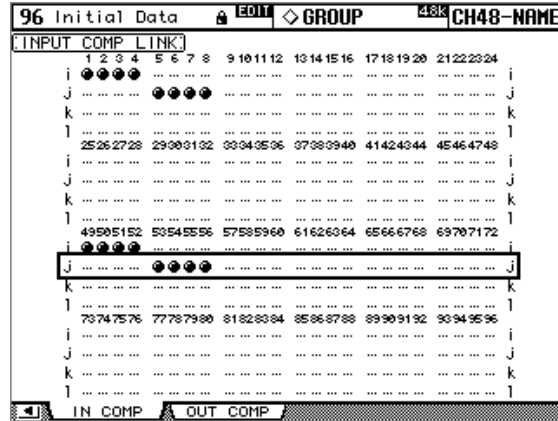 96 Initial Data EDIT ◇ GROUP 48K CH48-NAME
INPUT COMP LINK
1 2 3 4 5 6 7 8 9 10 11 12 13 14 15 16 17 18 19 20 21 22 23 24
i i
j j
k k
l l
25 26 27 28 29 30 31 32 33 34 35 36 37 38 39 40 41 42 43 44 45 46 47 48
i i
j j
k k
l l
49 50 51 52 53 54 55 56 57 58 59 60 61 62 63 64 65 66 67 68 69 70 71 72
i i
j j
k k
l l
73 74 75 76 77 78 79 80 81 82 83 84 85 86 87 88 89 90 91 92 93 94 95 96
i i
j j
k k
l l
IN COMP OUT COMP